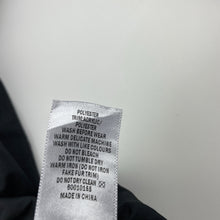 POLYESTER
TRIM: ACRYLIC /
POLYESTER
WASH BEFORE WEAR
WARM DELICATE MACHINE
WASH WITH LIKE COLOURS
DO NOT BLEACH
DO NOT TUMBLE DRY
WARM IRON (DO NOT IRON
FAKE FUR TRIM)
DO NOT DRY CLEAN
60010165
MADE IN CHINA